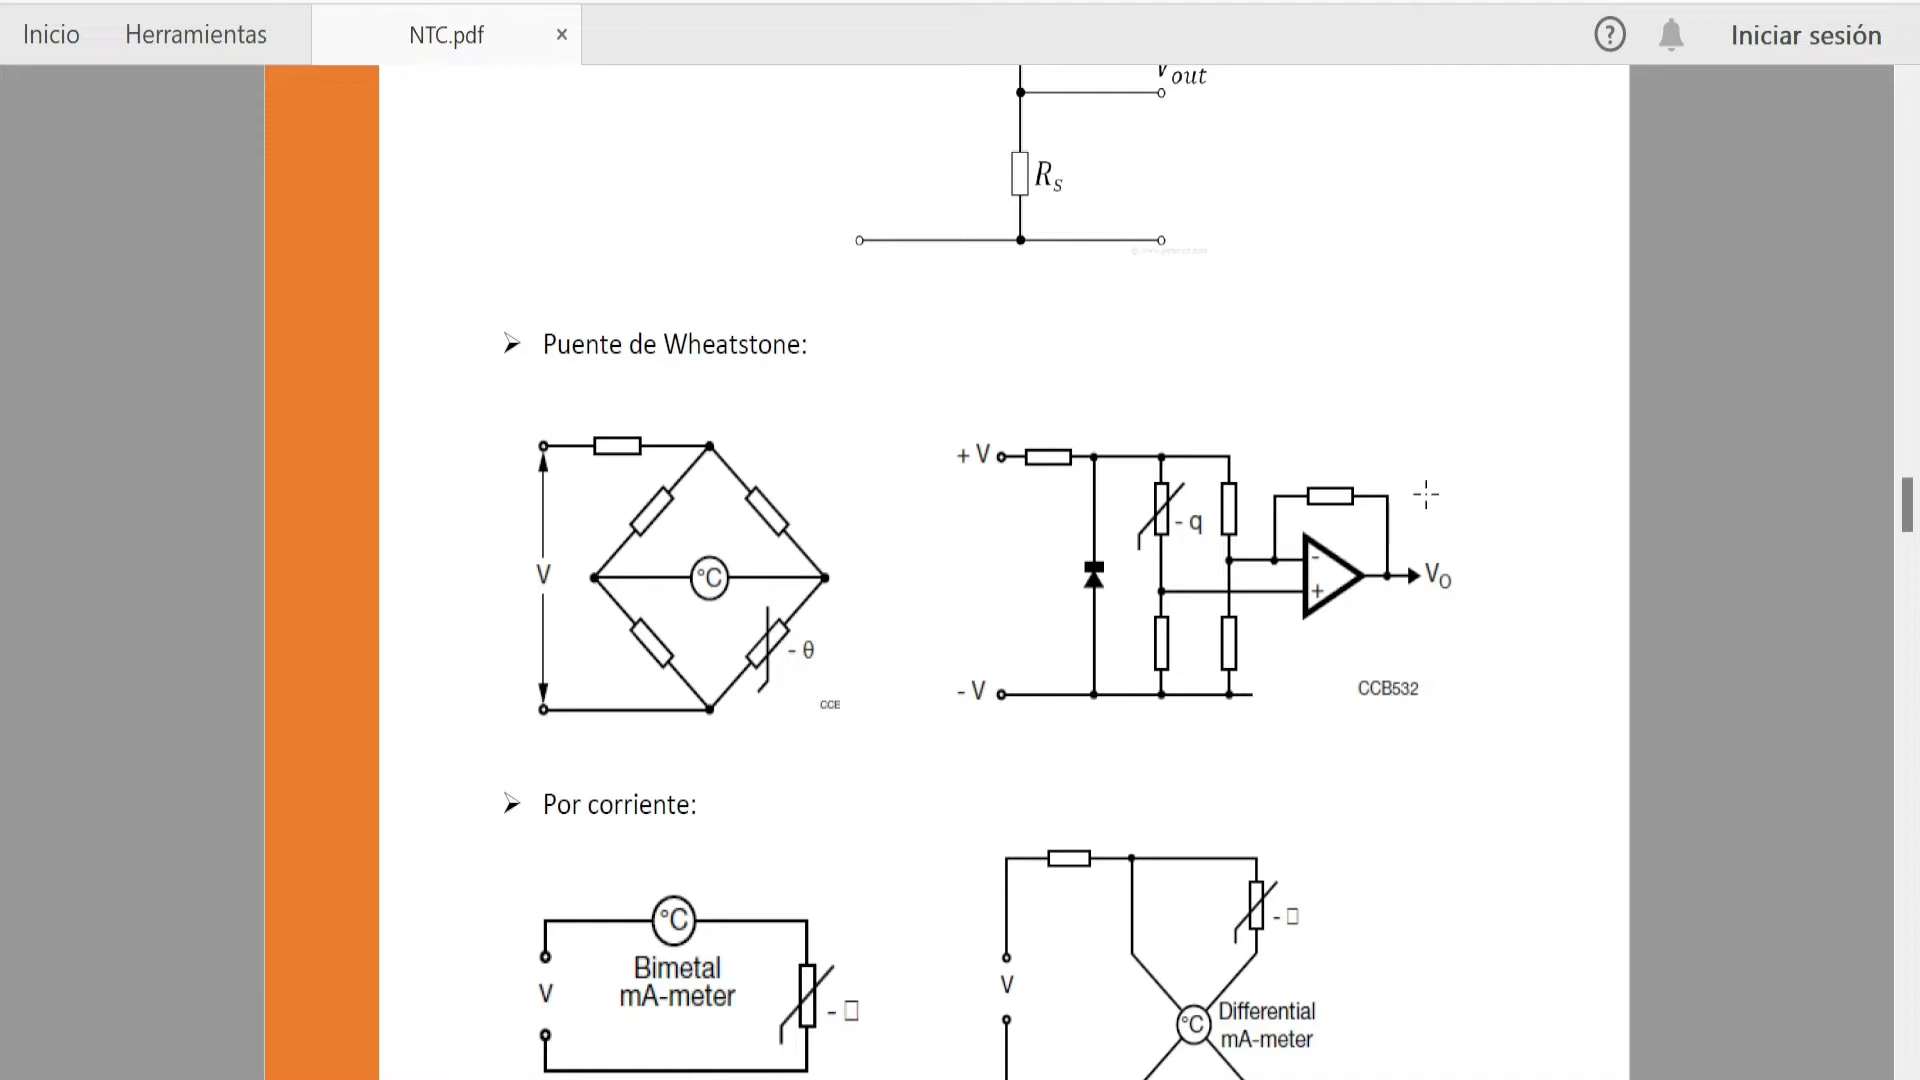 Inicio Herramientas NTC.pdf × ? Iniciar sesión
Vout
Rs
➢ Puente de Wheatstone:
V
°C
- θ
CCE
+ V
- q
-
+
VO
- V
CCB532
➢ Por corriente:
°C
Bimetal
mA-meter
V
- □
V
- □
°C
Differential
mA-meter